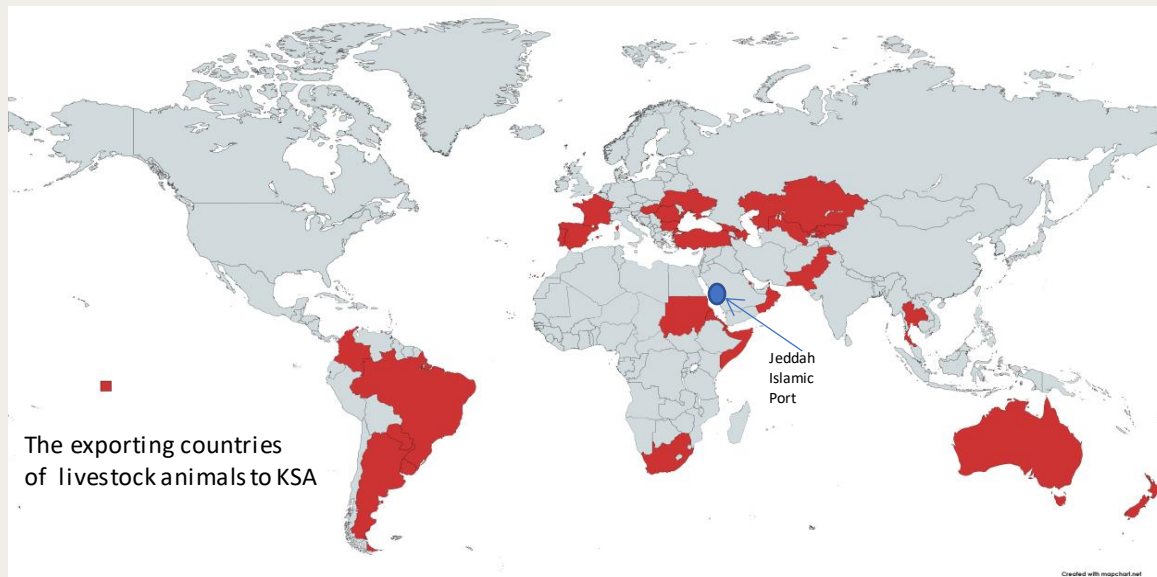 Jeddah
Islamic
Port
The exporting countries
of livestock animals to KSA
Created with mapchart.net